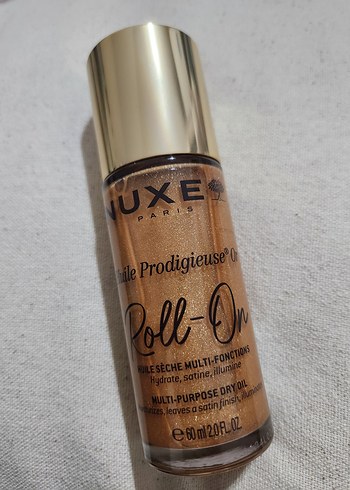 NUXE
PARIS
Huile Prodigieuse® Or
Roll-On
HUILE SÈCHE MULTI-FONCTIONS
Hydrate, satine, illumine
MULTI-PURPOSE DRY OIL
leaves a satin finish,
℮ 60 ml 2.0 FL. OZ.